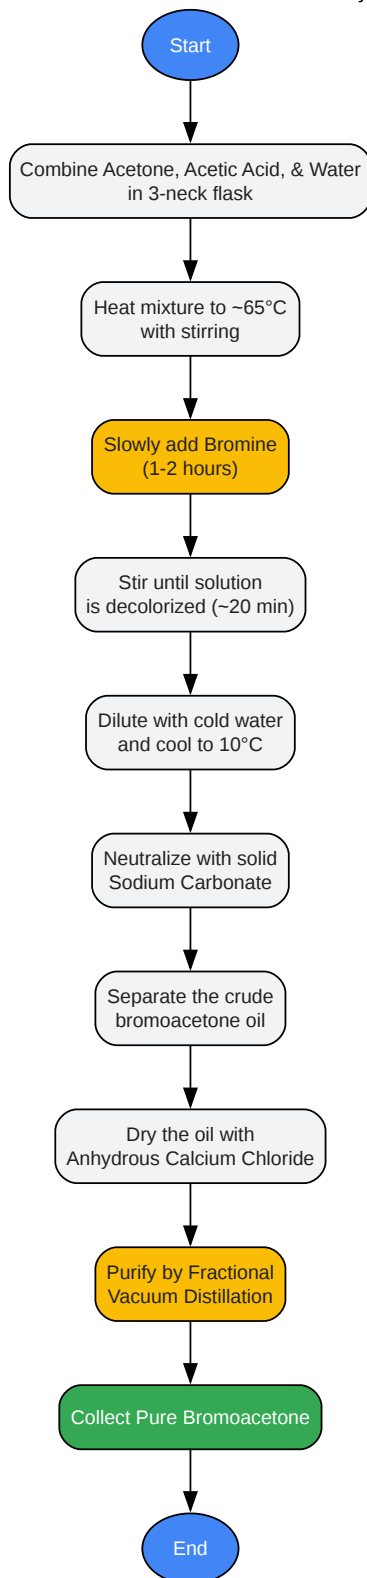 Start
Combine Acetone, Acetic Acid, & Water
in 3-neck flask
Heat mixture to ~65°C
with stirring
Slowly add Bromine
(1-2 hours)
Stir until solution
is decolorized (~20 min)
Dilute with cold water
and cool to 10°C
Neutralize with solid
Sodium Carbonate
Separate the crude
bromoacetone oil
Dry the oil with
Anhydrous Calcium Chloride
Purify by Fractional
Vacuum Distillation
Collect Pure Bromoacetone
End